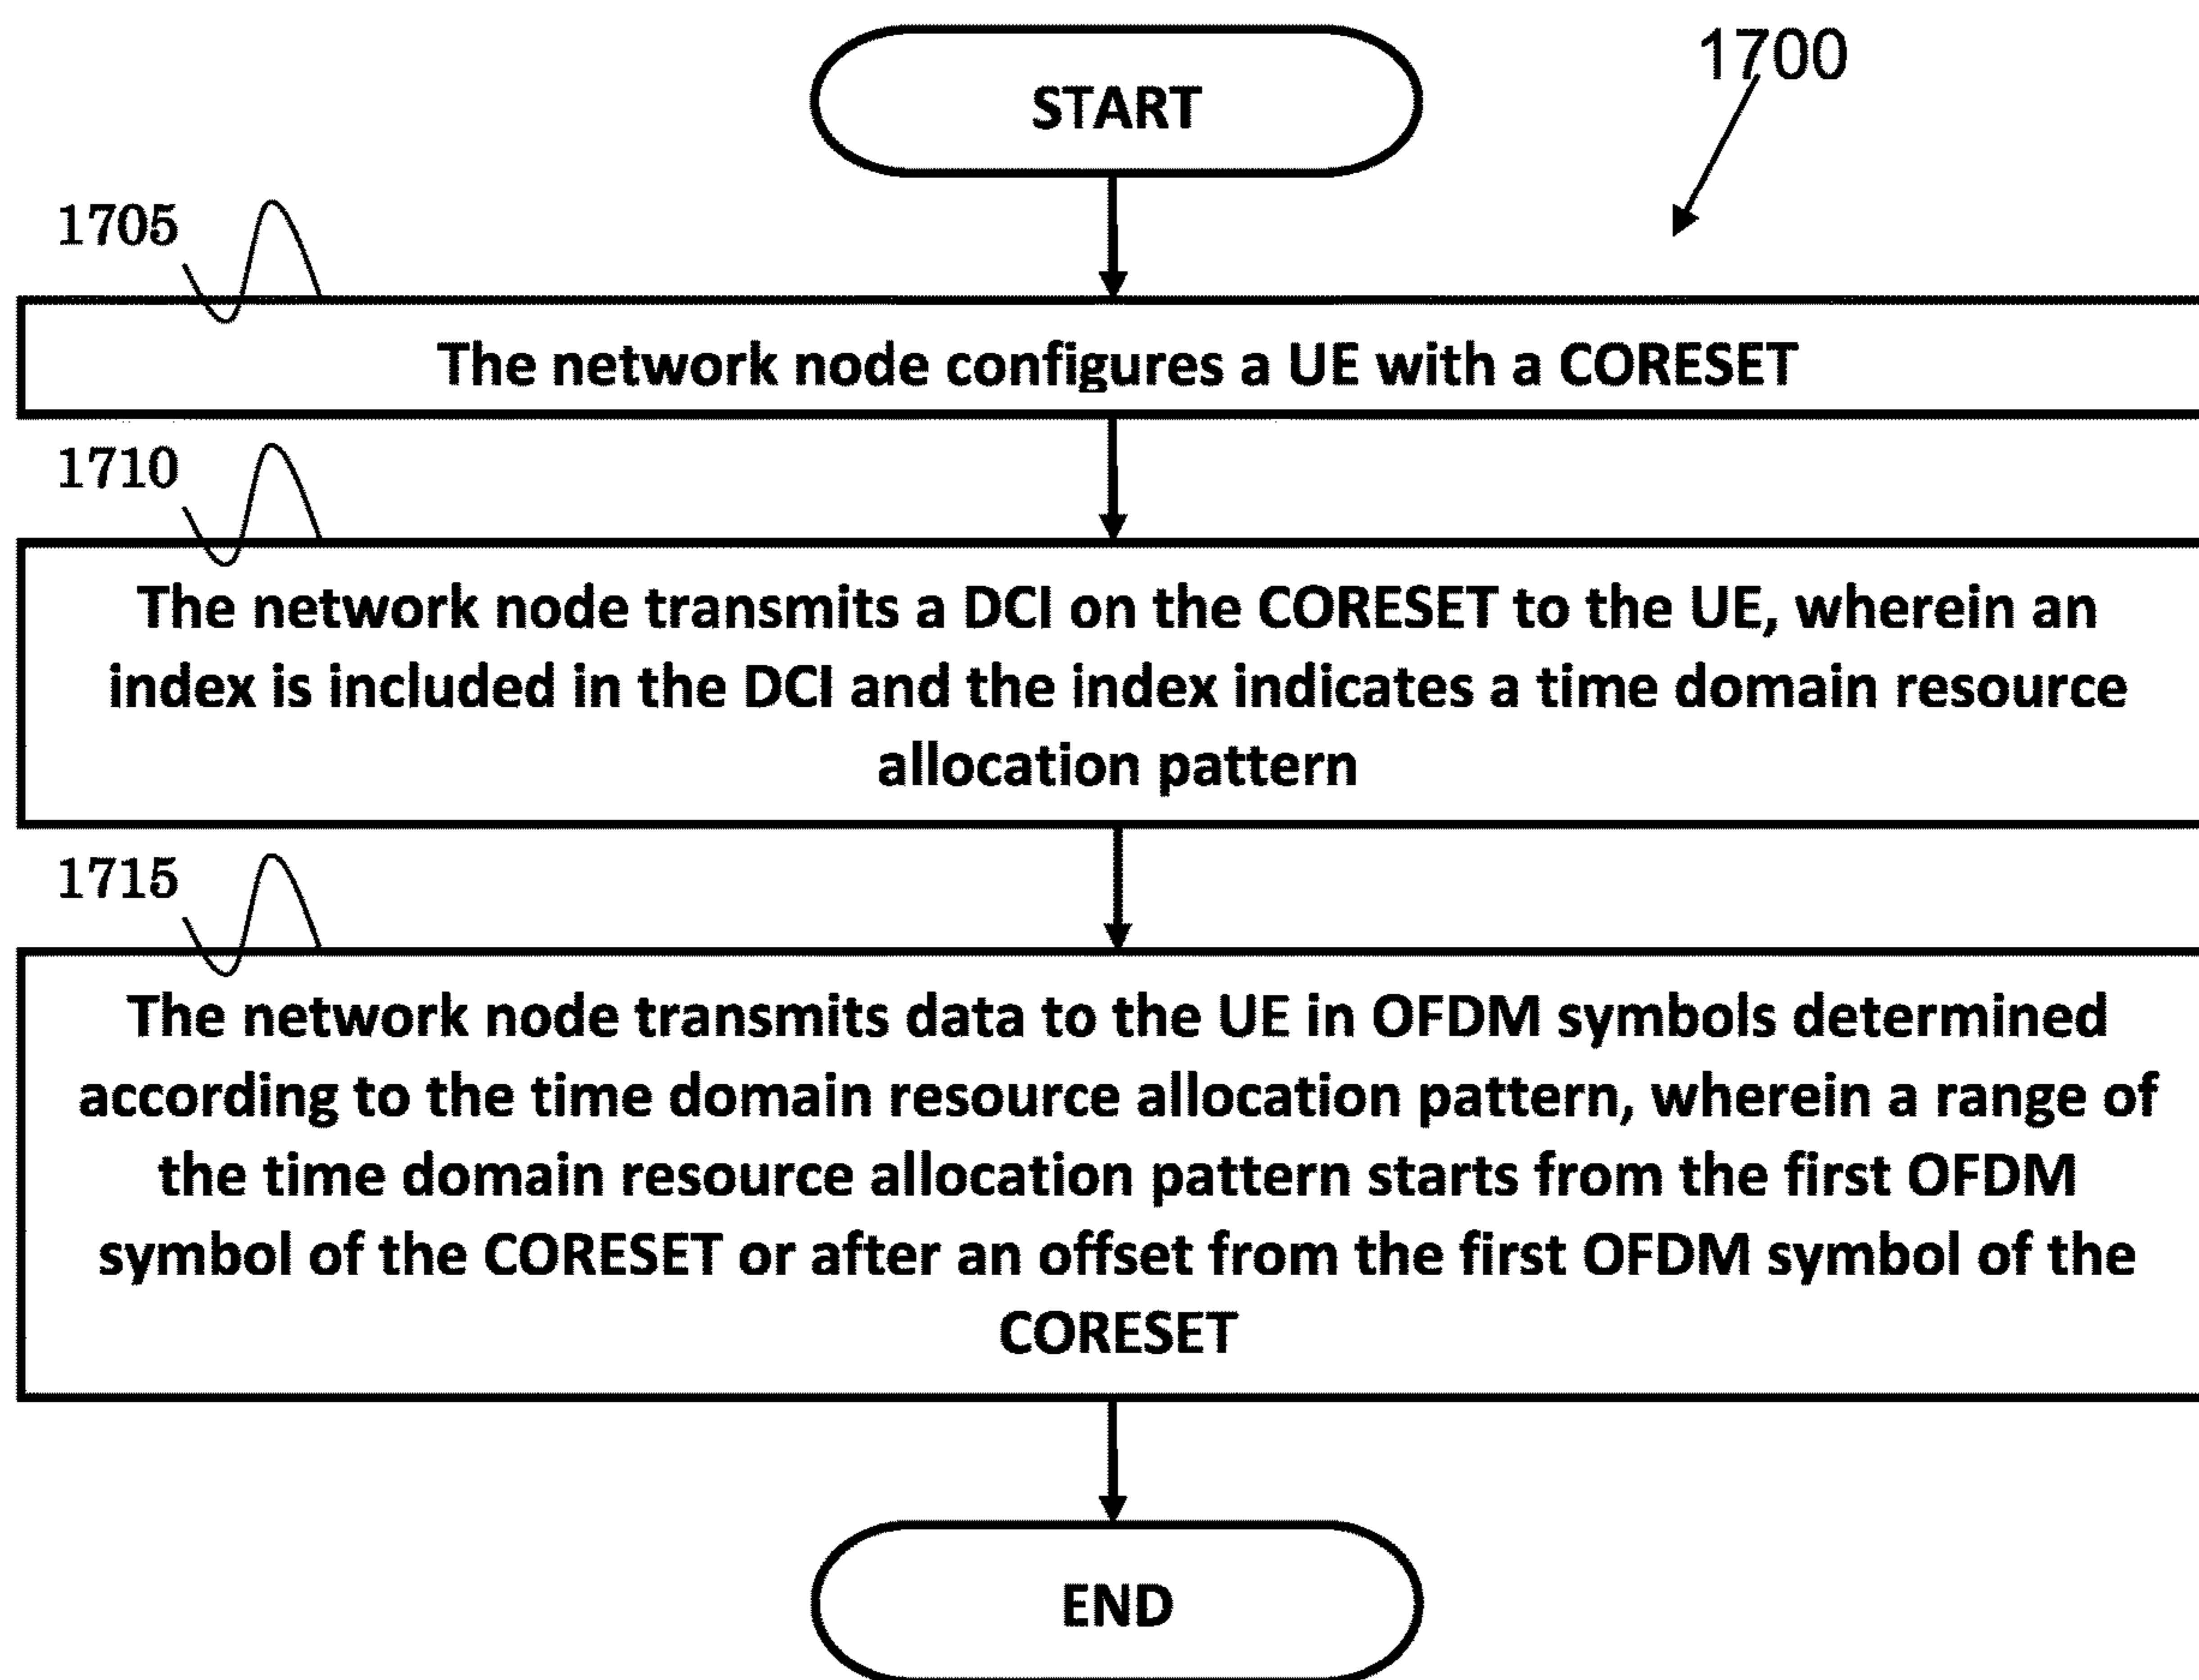 START
1700
1705
The network node configures a UE with a CORESET
1710
The network node transmits a DCI on the CORESET to the UE, wherein an
index is included in the DCI and the index indicates a time domain resource
allocation pattern
1715
The network node transmits data to the UE in OFDM symbols determined
according to the time domain resource allocation pattern, wherein a range of
the time domain resource allocation pattern starts from the first OFDM
symbol of the CORESET or after an offset from the first OFDM symbol of the
CORESET
END